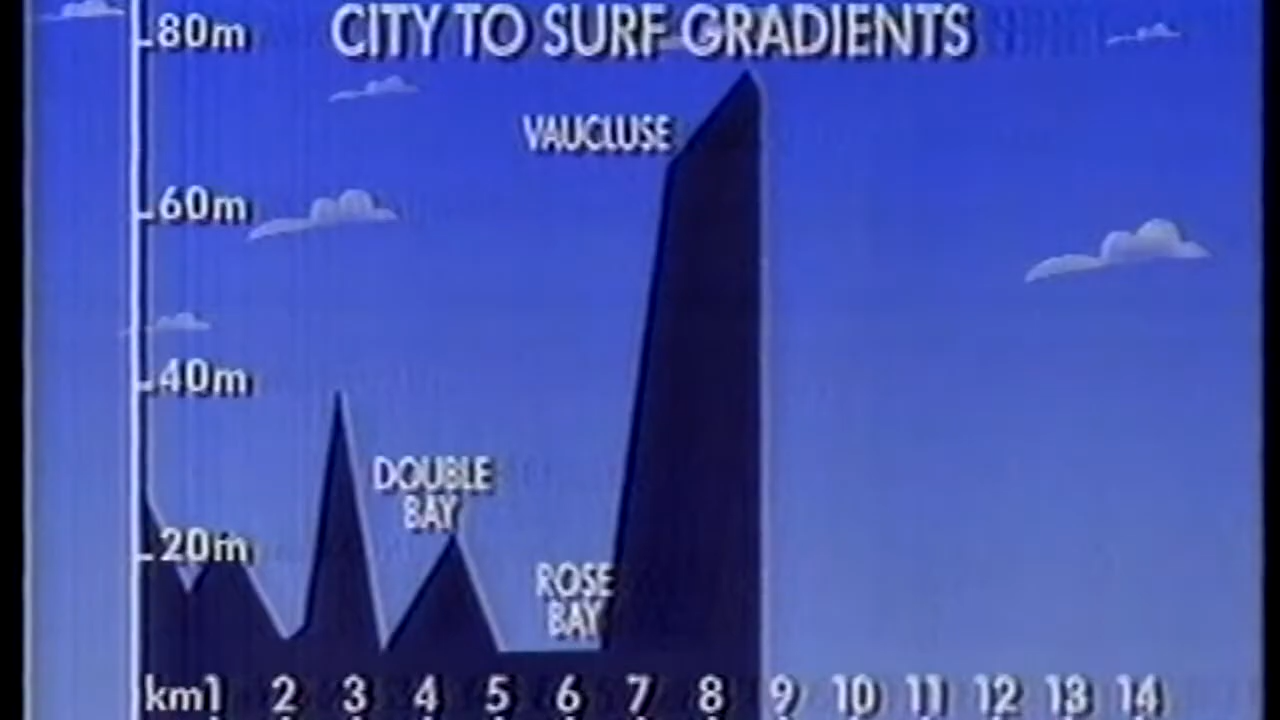 CITY TO SURF GRADIENTS
80m
VAUCLUSE
60m
40m
DOUBLE
BAY
20m
ROSE
BAY
km1 2 3 4 5 6 7 8 9 10 11 12 13 14